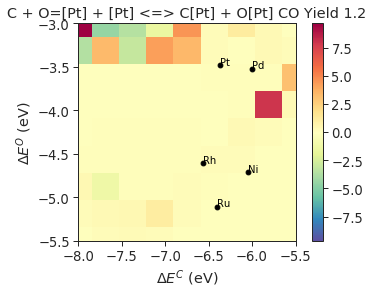 C + O=[Pt] + [Pt] <=> C[Pt] + O[Pt] CO Yield 1.2
−3.0
−3.5
−4.0
−4.5
−5.0
−5.5
ΔE^O (eV)
Pt
Pd
Rh
Ni
Ru
−8.0 −7.5 −7.0 −6.5 −6.0 −5.5
ΔE^C (eV)
7.5
5.0
2.5
0.0
−2.5
−5.0
−7.5